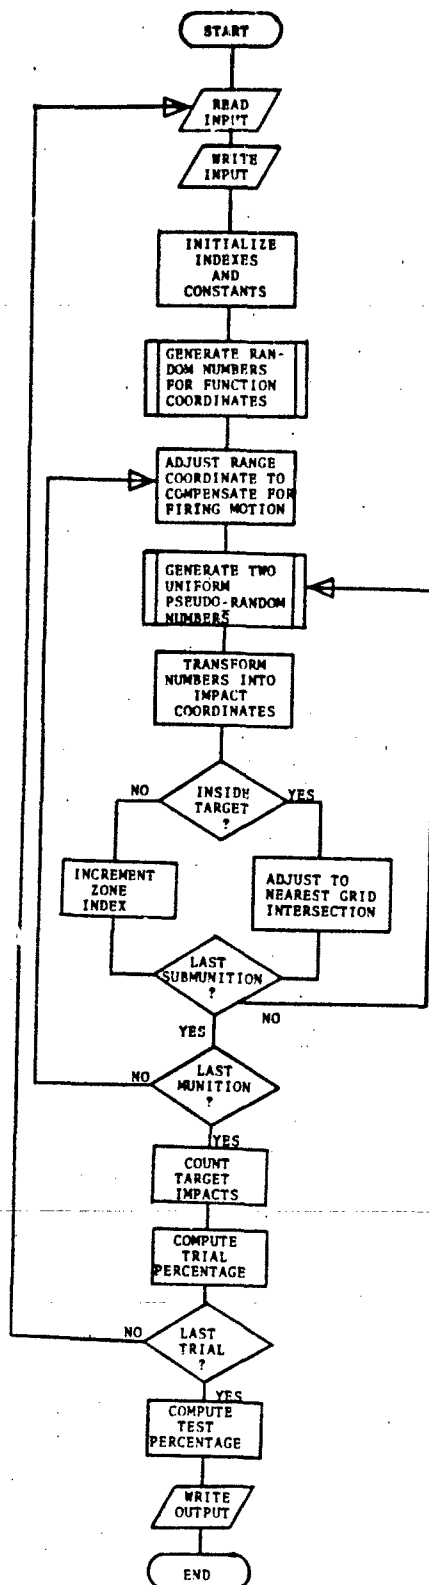 START
READ
INPUT
WRITE
INPUT
INITIALIZE
INDEXES
AND
CONSTANTS
GENERATE RAN-
DOM NUMBERS
FOR FUNCTION
COORDINATES
ADJUST RANGE
COORDINATE TO
COMPENSATE FOR
FIRING MOTION
GENERATE TWO
UNIFORM
PSEUDO-RANDOM
NUMBERS
TRANSFORM
NUMBERS INTO
IMPACT
COORDINATES
NO
INSIDE
TARGET
?
YES
INCREMENT
ZONE
INDEX
ADJUST TO
NEAREST GRID
INTERSECTION
LAST
SUBMUNITION
?
NO
YES
NO
LAST
MUNITION
?
YES
COUNT
TARGET
IMPACTS
COMPUTE
TRIAL
PERCENTAGE
NO
LAST
TRIAL
?
YES
COMPUTE
TEST
PERCENTAGE
WRITE
OUTPUT
END